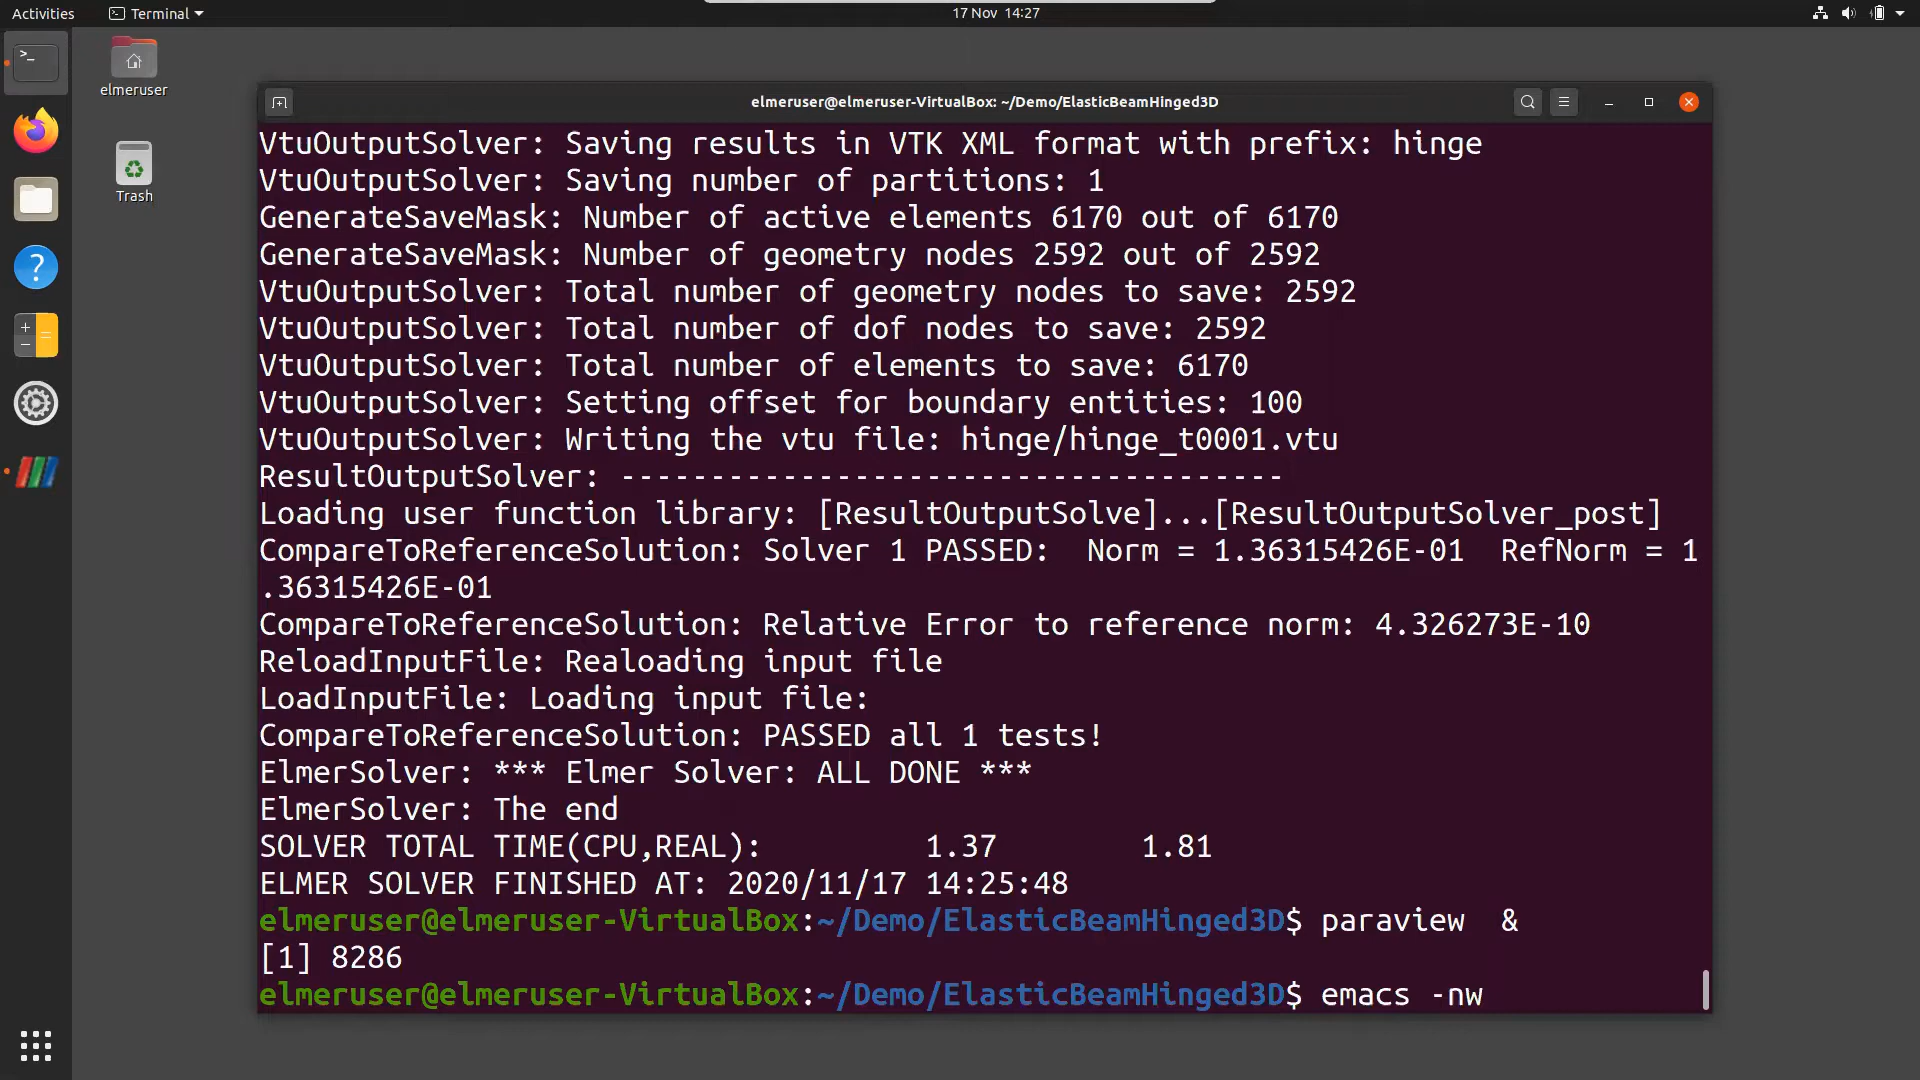 Activities
Terminal
17 Nov 14:27
elmeruser
Trash
elmeruser@elmeruser-VirtualBox: ~/Demo/ElasticBeamHinged3D
VtuOutputSolver: Saving results in VTK XML format with prefix: hinge
VtuOutputSolver: Saving number of partitions: 1
GenerateSaveMask: Number of active elements 6170 out of 6170
GenerateSaveMask: Number of geometry nodes 2592 out of 2592
VtuOutputSolver: Total number of geometry nodes to save: 2592
VtuOutputSolver: Total number of dof nodes to save: 2592
VtuOutputSolver: Total number of elements to save: 6170
VtuOutputSolver: Setting offset for boundary entities: 100
VtuOutputSolver: Writing the vtu file: hinge/hinge_t0001.vtu
ResultOutputSolver: -------------------------------------
Loading user function library: [ResultOutputSolve]...[ResultOutputSolver_post]
CompareToReferenceSolution: Solver 1 PASSED:  Norm = 1.36315426E-01  RefNorm = 1
.36315426E-01
CompareToReferenceSolution: Relative Error to reference norm: 4.326273E-10
ReloadInputFile: Realoading input file
LoadInputFile: Loading input file:
CompareToReferenceSolution: PASSED all 1 tests!
ElmerSolver: *** Elmer Solver: ALL DONE ***
ElmerSolver: The end
SOLVER TOTAL TIME(CPU,REAL):         1.37        1.81
ELMER SOLVER FINISHED AT: 2020/11/17 14:25:48
elmeruser@elmeruser-VirtualBox:~/Demo/ElasticBeamHinged3D$ paraview  &
[1] 8286
elmeruser@elmeruser-VirtualBox:~/Demo/ElasticBeamHinged3D$ emacs -nw